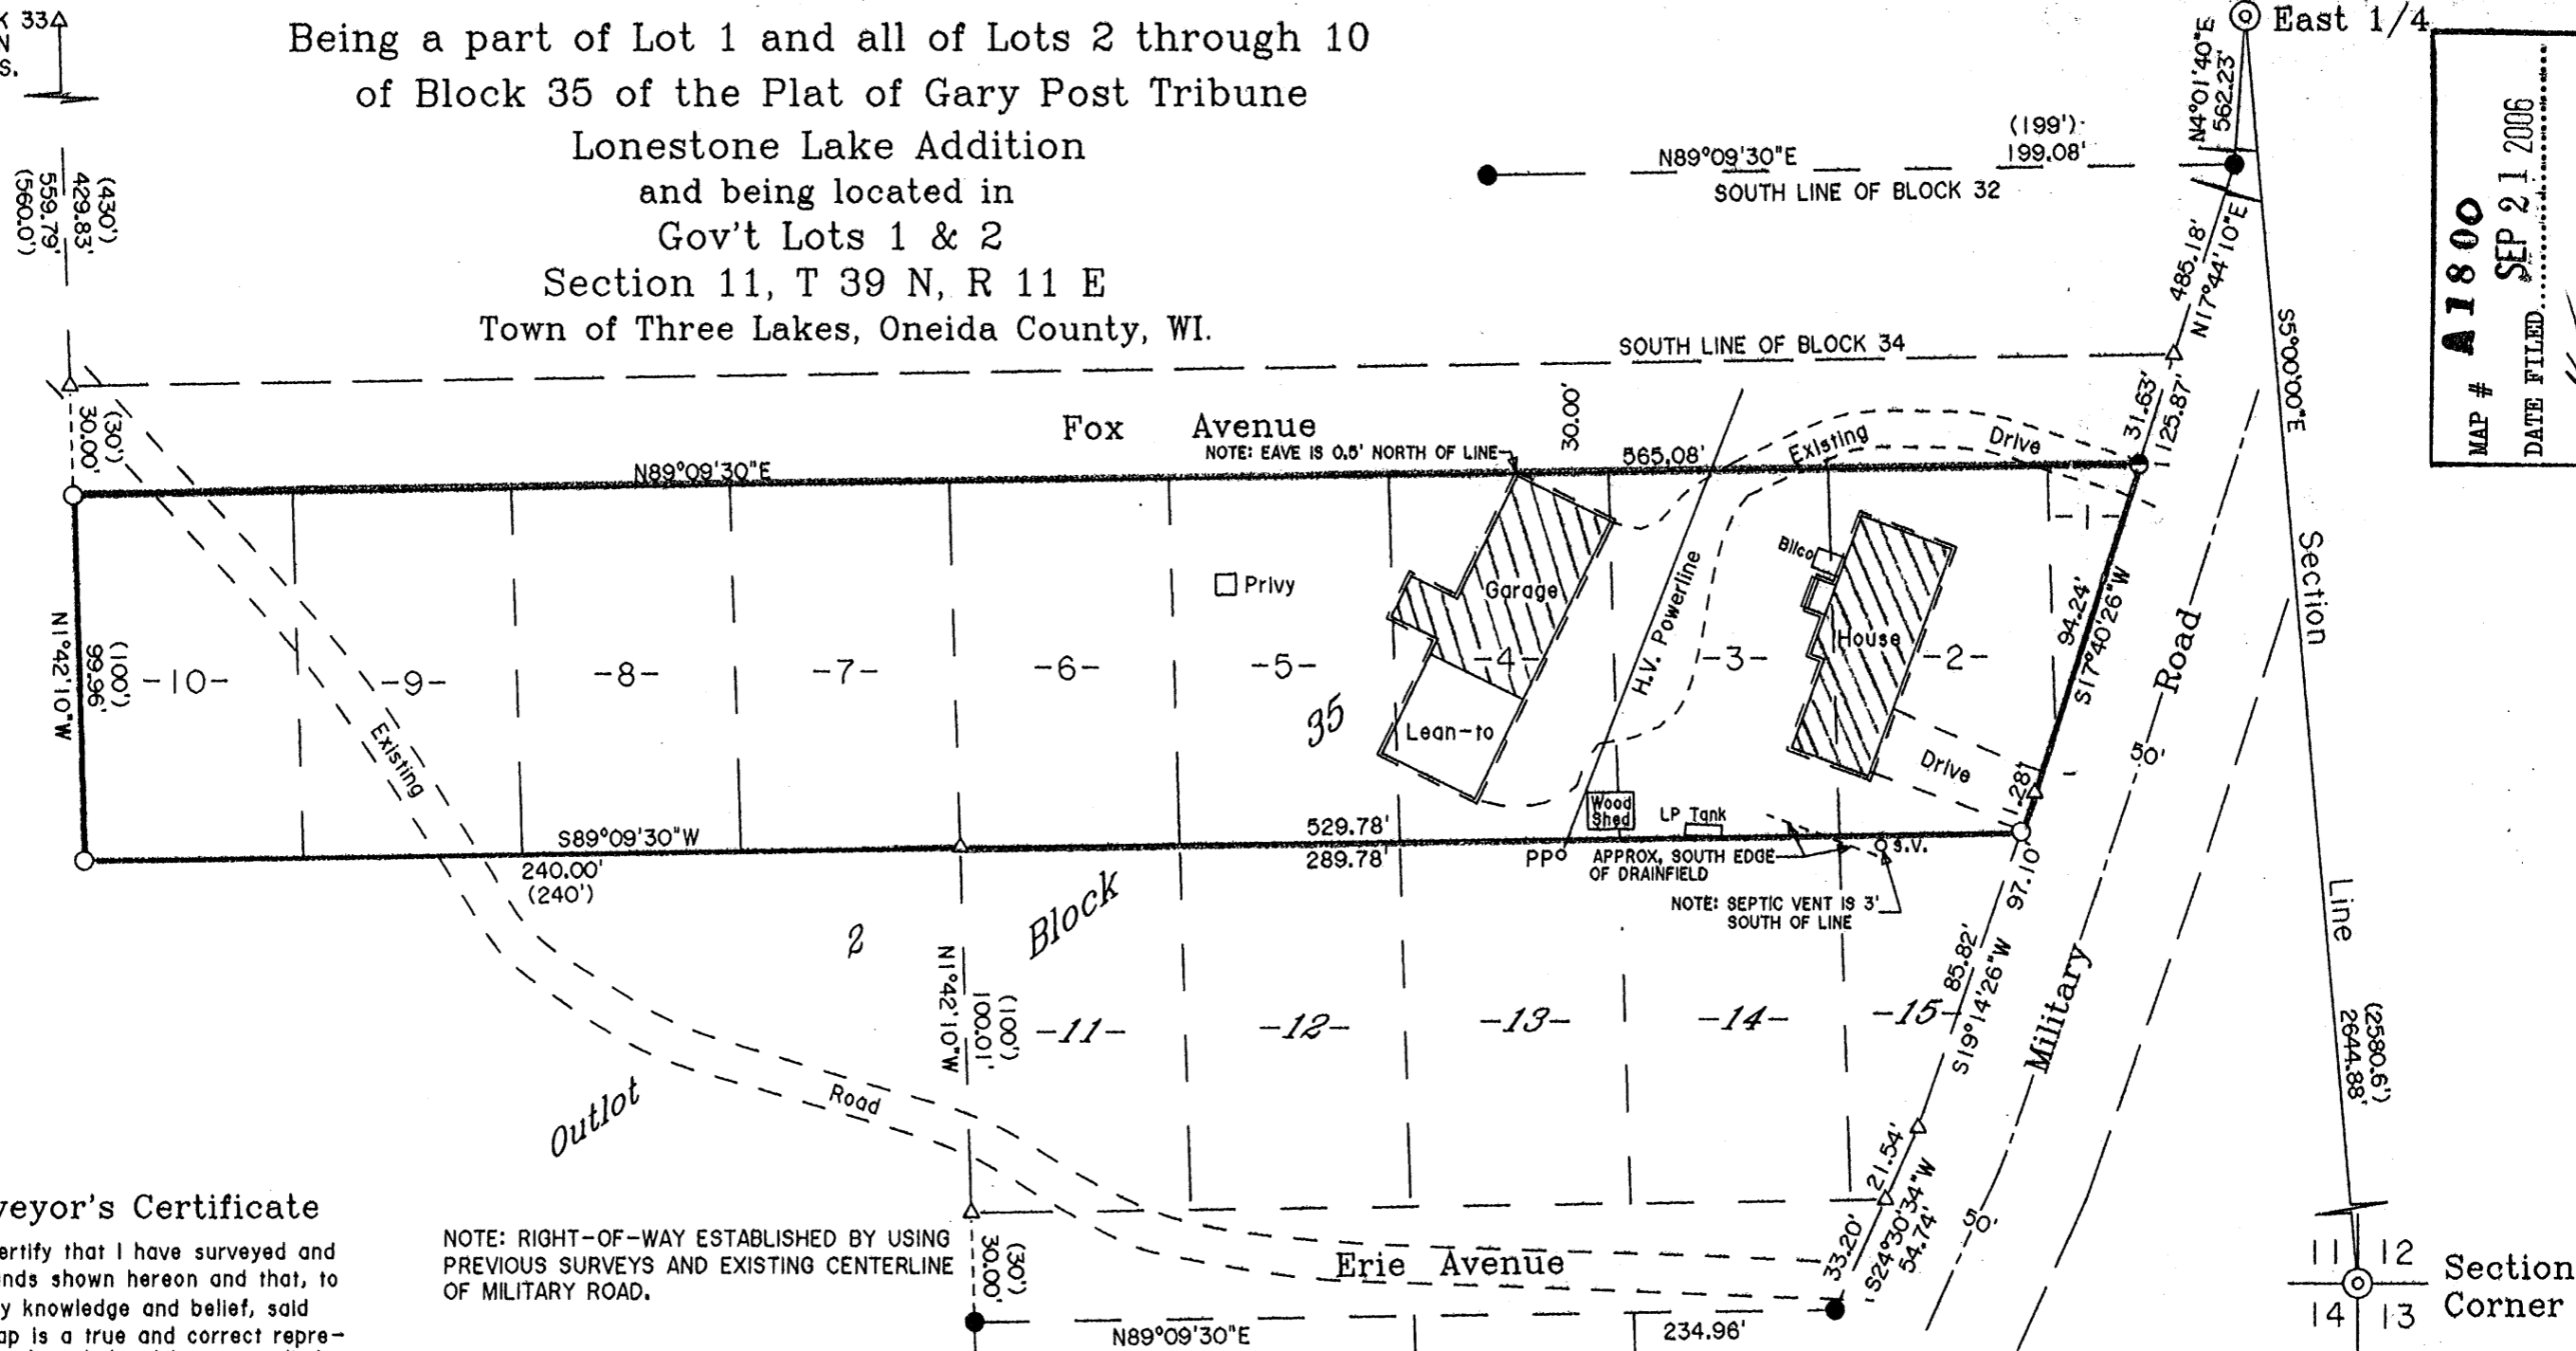 33
N
S.
Being a part of Lot 1 and all of Lots 2 through 10
of Block 35 of the Plat of Gary Post Tribune
Lonestone Lake Addition
and being located in
Gov't Lots 1 & 2
Section 11, T 39 N, R 11 E
Town of Three Lakes, Oneida County, WI.
East 1/4
N4°01'40"E
562.23'
MAP # A1800
SEP 21 2006
DATE FILED
(199')
N89°09'30"E 199.08'
SOUTH LINE OF BLOCK 32
(430')
429.83'
559.79'
(560.0')
485.18'
N17°44'10"E
S5°00'00"E
SOUTH LINE OF BLOCK 34
31.63'
125.87'
(30')
30.00'
Fox Avenue
30.00'
NOTE: EAVE IS 0.5' NORTH OF LINE
N89°09'30"E
565.08'
Existing Drive
Section
Line
(2580.6')
2644.88'
Bilco
Privy
Garage
H.V. Powerline
House
94.24'
S17°40'26"W
Road
N1°42'10"W
(100')
99.96'
-10-
-9-
-8-
-7-
-6-
-5-
-4-
-3-
-2-
35
Lean-to
Existing
Drive
50'
1.28'
Wood
Shed
LP Tank
S89°09'30"W
529.78'
240.00'
(240')
289.78'
PP
APPROX. SOUTH EDGE
OF DRAINFIELD
S.V.
97.10'
NOTE: SEPTIC VENT IS 3'
SOUTH OF LINE
2
Block
85.82'
S19°14'26"W
N1°42'10"W
(100')
100.01'
-11-
-12-
-13-
-14-
-15-
Military
Road
Outlot
21.54'
veyor's Certificate
ertify that I have surveyed and
nds shown hereon and that, to
y knowledge and belief, said
ap is a true and correct repre-
NOTE: RIGHT-OF-WAY ESTABLISHED BY USING
PREVIOUS SURVEYS AND EXISTING CENTERLINE
OF MILITARY ROAD.
(30')
30.00'
Erie Avenue
33.20'
S24°30'34"W
54.74'
50'
N89°09'30"E
234.96'
11 12
14 13
Section
Corner